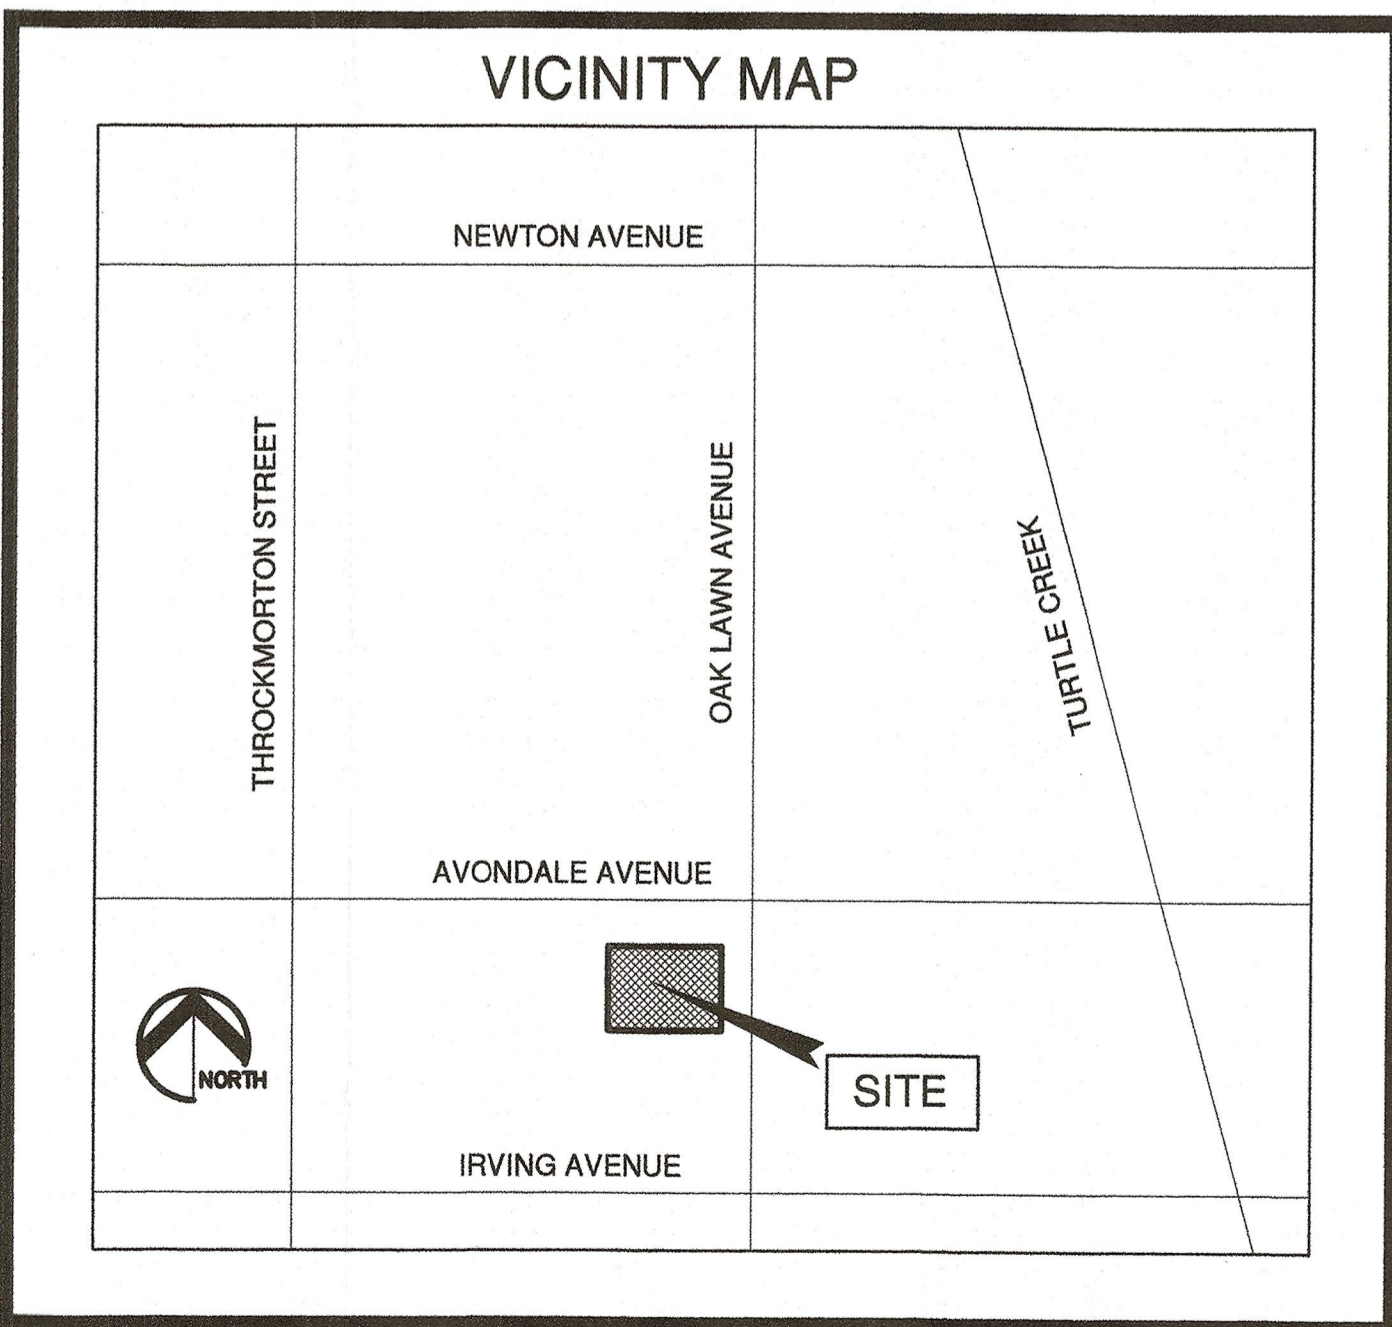 VICINITY MAP
NEWTON AVENUE
THROCKMORTON STREET
OAK LAWN AVENUE
TURTLE CREEK
AVONDALE AVENUE
NORTH
SITE
IRVING AVENUE